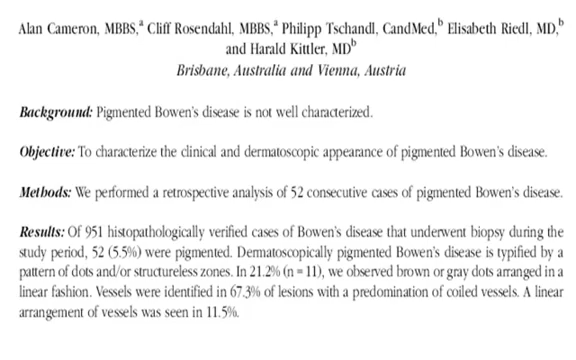 Alan Cameron, MBBS,a Cliff Rosendahl, MBBS,a Philipp Tschandl, CandMed,b Elisabeth Riedl, MD,b
and Harald Kittler, MDb
Brisbane, Australia and Vienna, Austria
Background: Pigmented Bowen's disease is not well characterized.
Objective: To characterize the clinical and dermatoscopic appearance of pigmented Bowen's disease.
Methods: We performed a retrospective analysis of 52 consecutive cases of pigmented Bowen's disease.
Results: Of 951 histopathologically verified cases of Bowen's disease that underwent biopsy during the
study period, 52 (5.5%) were pigmented. Dermatoscopically pigmented Bowen's disease is typified by a
pattern of dots and/or structureless zones. In 21.2% (n = 11), we observed brown or gray dots arranged in a
linear fashion. Vessels were identified in 67.3% of lesions with a predomination of coiled vessels. A linear
arrangement of vessels was seen in 11.5%.